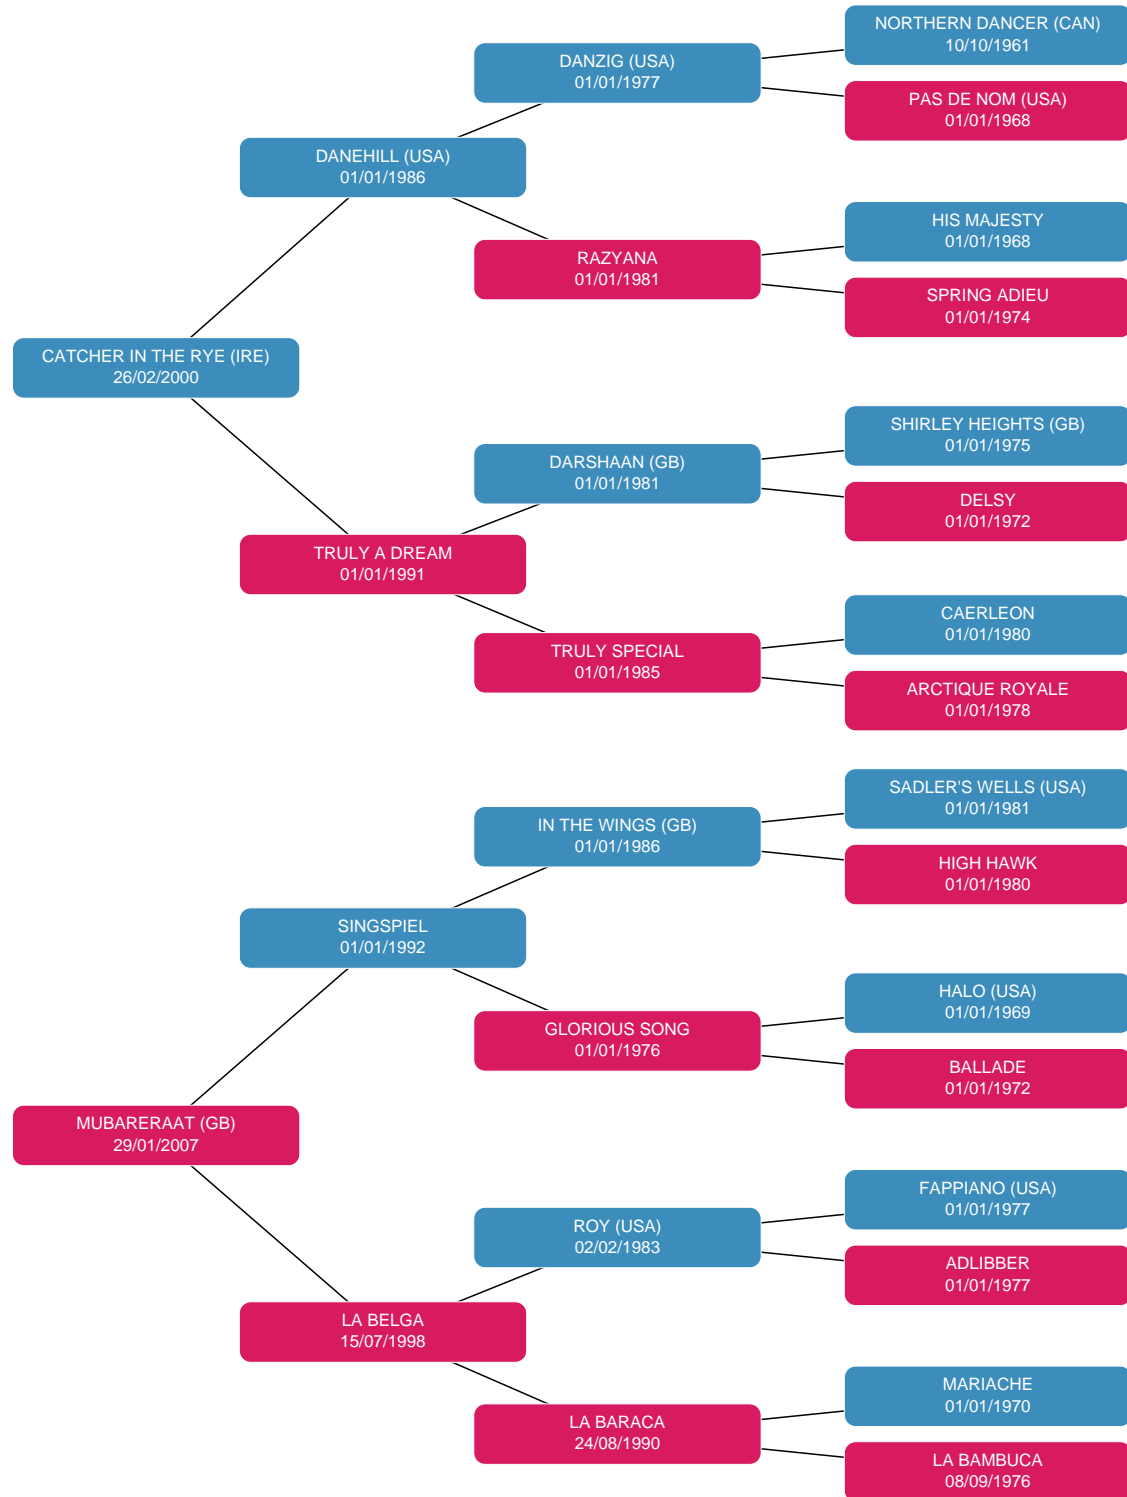 NORTHERN DANCER (CAN)
10/10/1961
DANZIG (USA)
01/01/1977
PAS DE NOM (USA)
01/01/1968
DANEHILL (USA)
01/01/1986
HIS MAJESTY
01/01/1968
RAZYANA
01/01/1981
SPRING ADIEU
01/01/1974
CATCHER IN THE RYE (IRE)
26/02/2000
SHIRLEY HEIGHTS (GB)
01/01/1975
DARSHAAN (GB)
01/01/1981
DELSY
01/01/1972
TRULY A DREAM
01/01/1991
CAERLEON
01/01/1980
TRULY SPECIAL
01/01/1985
ARCTIQUE ROYALE
01/01/1978
SADLER'S WELLS (USA)
01/01/1981
IN THE WINGS (GB)
01/01/1986
HIGH HAWK
01/01/1980
SINGSPIEL
01/01/1992
HALO (USA)
01/01/1969
GLORIOUS SONG
01/01/1976
BALLADE
01/01/1972
MUBARERAAT (GB)
29/01/2007
FAPPIANO (USA)
01/01/1977
ROY (USA)
02/02/1983
ADLIBBER
01/01/1977
LA BELGA
15/07/1998
MARIACHE
01/01/1970
LA BARACA
24/08/1990
LA BAMBUCA
08/09/1976